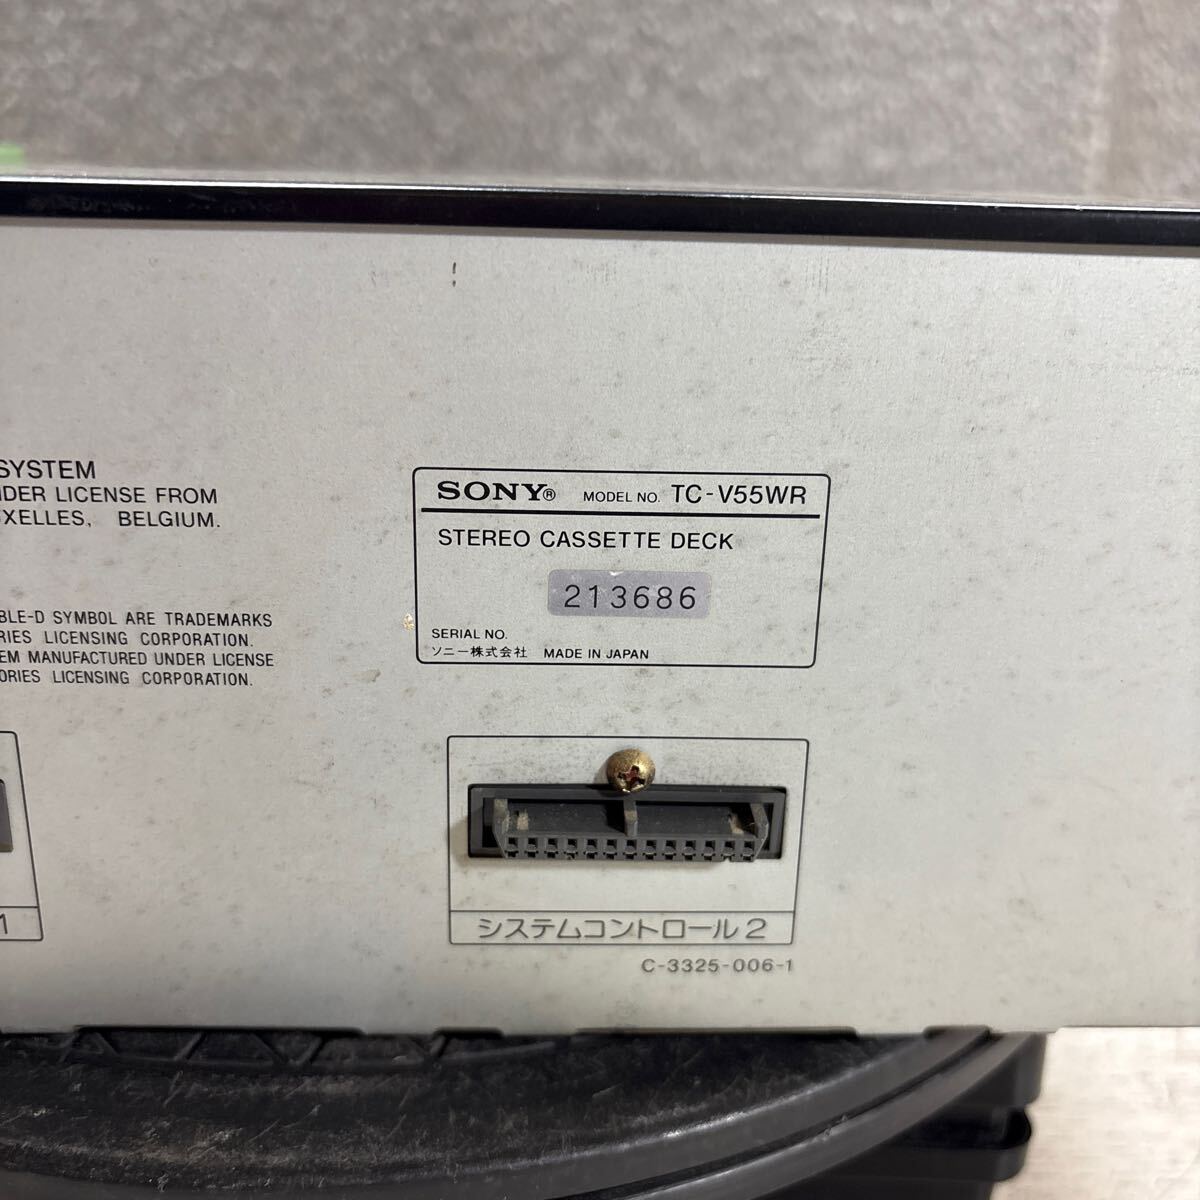 SYSTEM
DER LICENSE FROM
XELLES, BELGIUM.
SONY® MODEL NO. TC-V55WR
STEREO CASSETTE DECK
213686
SERIAL NO.
ソニー株式会社 MADE IN JAPAN
BLE-D SYMBOL ARE TRADEMARKS
RIES LICENSING CORPORATION.
EM MANUFACTURED UNDER LICENSE
ORIES LICENSING CORPORATION.
1
システムコントロール2
C-3325-006-1